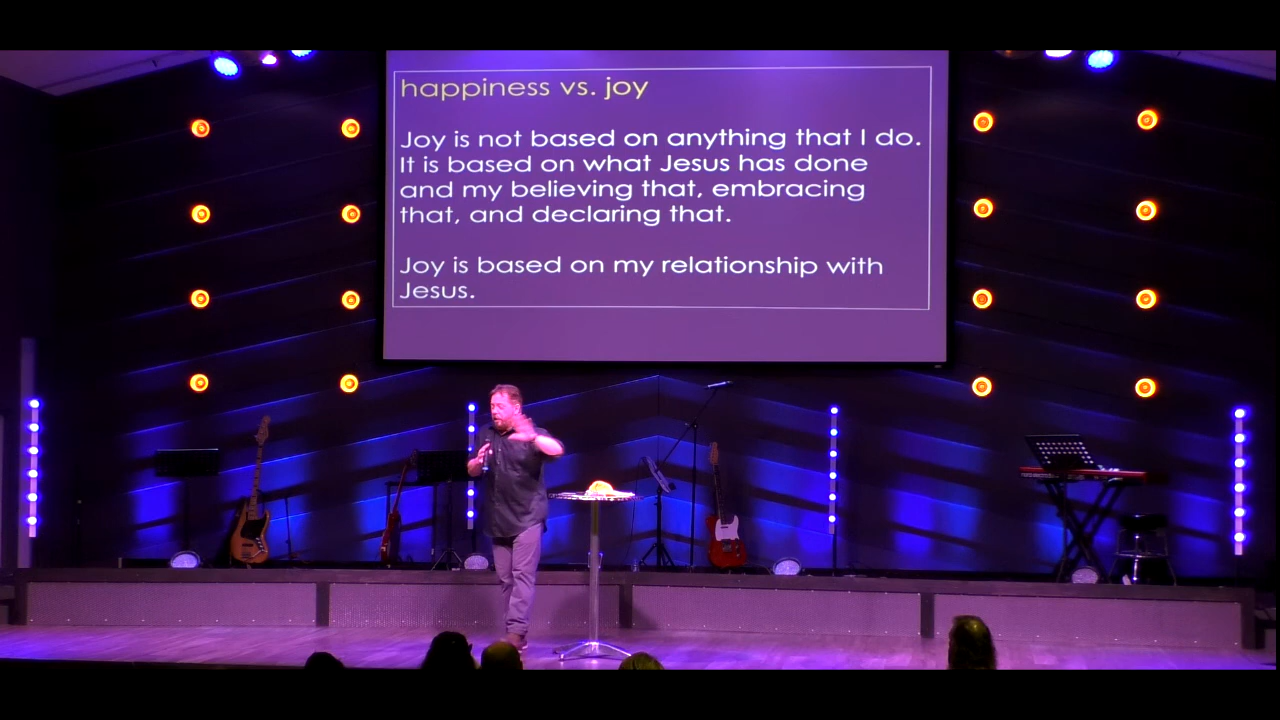 happiness vs. joy
Joy is not based on anything that I do.
It is based on what Jesus has done
and my believing that, embracing
that, and declaring that.
Joy is based on my relationship with
Jesus.